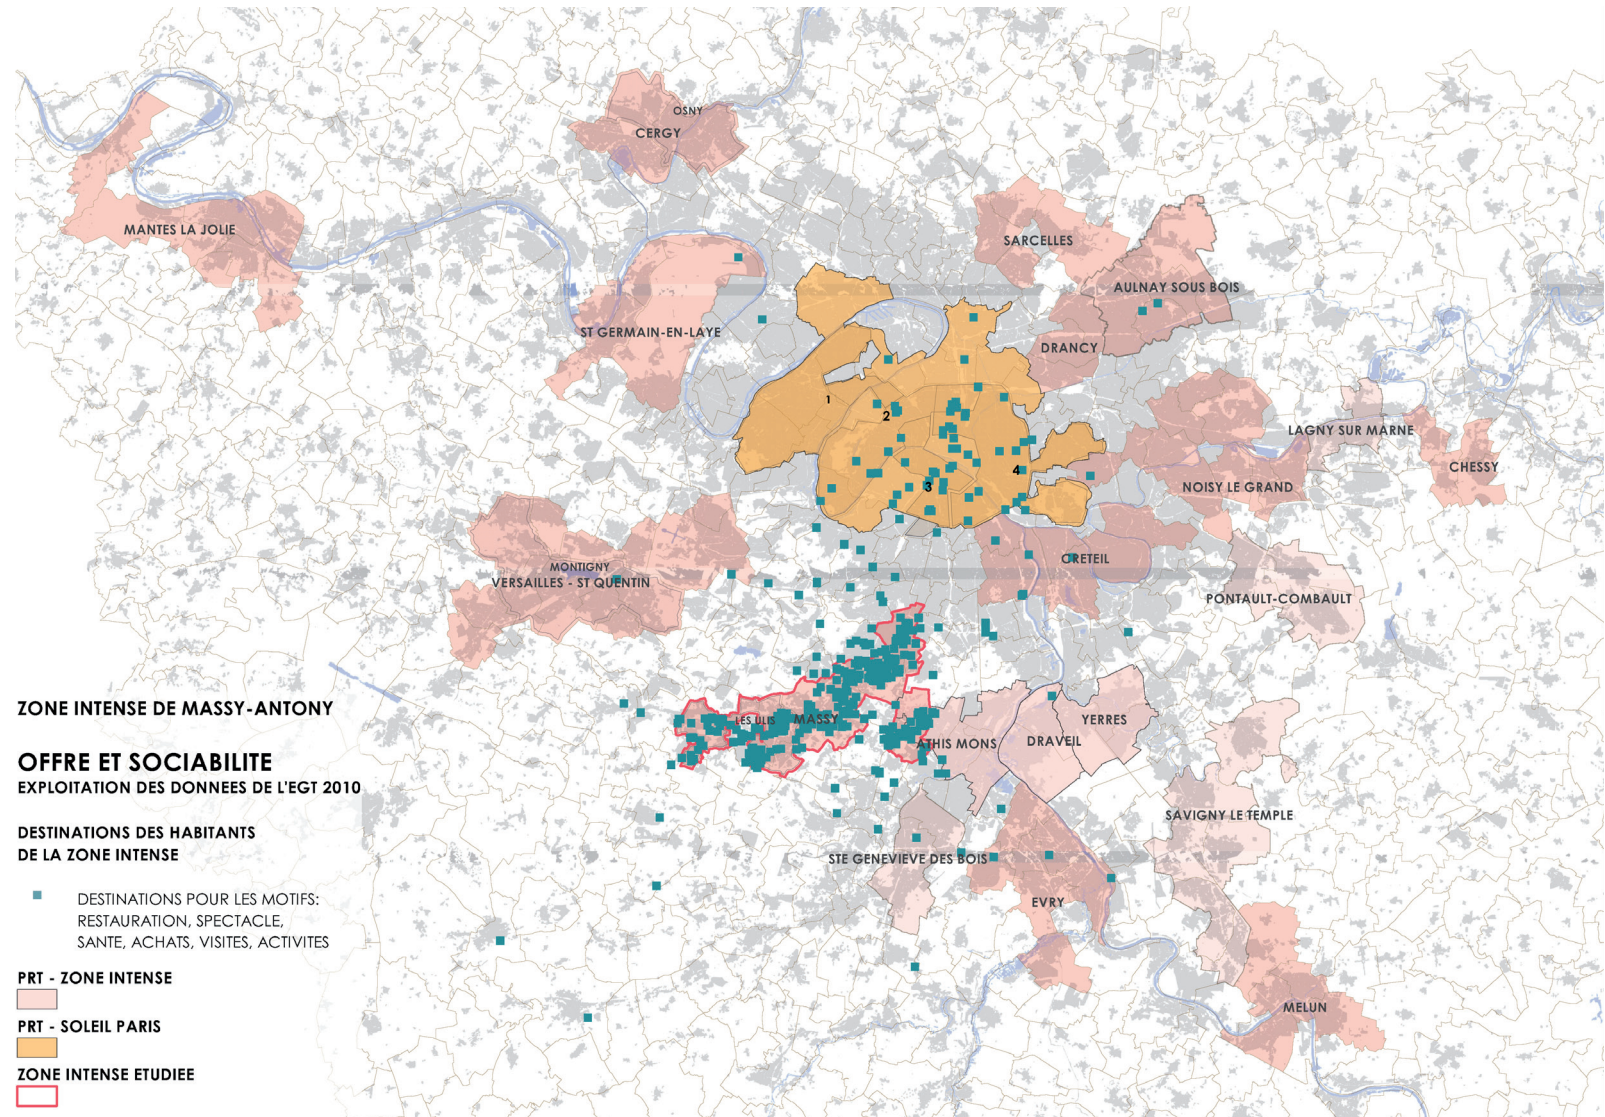 OSNY
CERGY
MANTES LA JOLIE
SARCELLES
AULNAY SOUS BOIS
ST GERMAIN-EN-LAYE
DRANCY
1
2
LAGNY SUR MARNE
4
CHESSY
3
NOISY LE GRAND
CRETEIL
MONTIGNY
VERSAILLES - ST QUENTIN
PONTAULT-COMBAULT
LES ULIS
MASSY
YERRES
ATHIS MONS
DRAVEIL
SAVIGNY LE TEMPLE
STE GENEVIEVE DES BOIS
EVRY
MELUN
ZONE INTENSE DE MASSY-ANTONY
OFFRE ET SOCIABILITE
EXPLOITATION DES DONNEES DE L'EGT 2010
DESTINATIONS DES HABITANTS
DE LA ZONE INTENSE
DESTINATIONS POUR LES MOTIFS:
RESTAURATION, SPECTACLE,
SANTE, ACHATS, VISITES, ACTIVITES
PRT - ZONE INTENSE
PRT - SOLEIL PARIS
ZONE INTENSE ETUDIEE